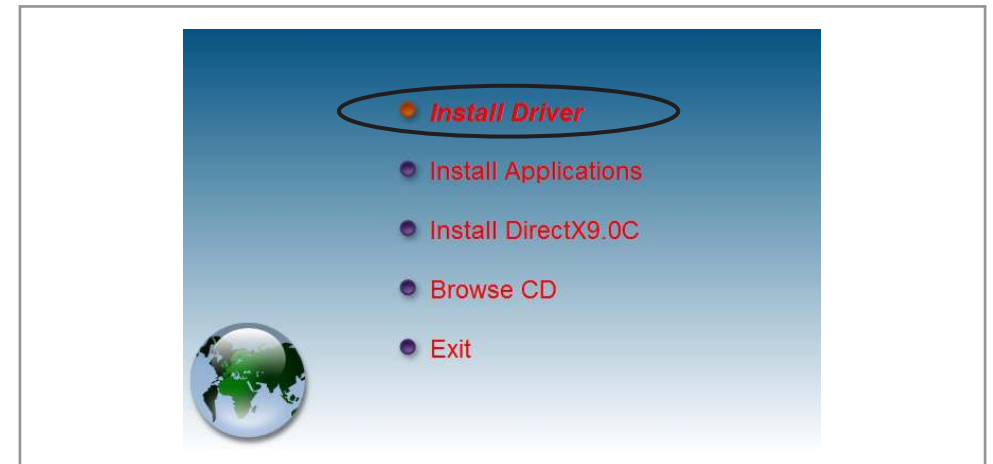 Install Driver
Install Applications
Install DirectX9.0C
Browse CD
Exit